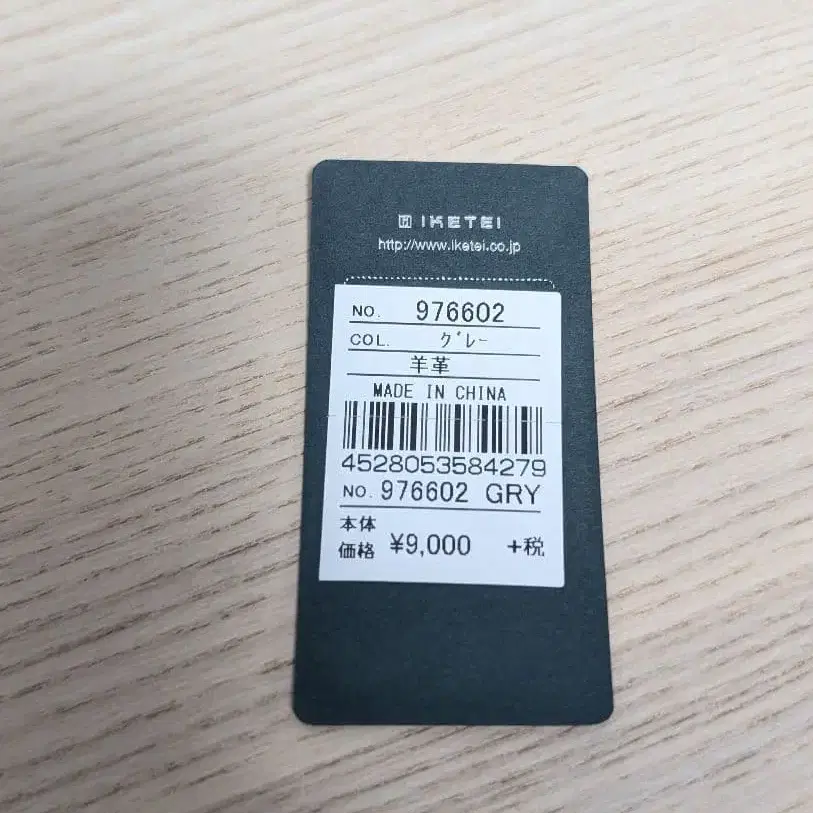 IKETEI
http://www.iketei.co.jp
NO. 976602
COL. グレー
羊革
MADE IN CHINA
4528053584279
NO. 976602 GRY
本体
価格 ¥9,000 +税